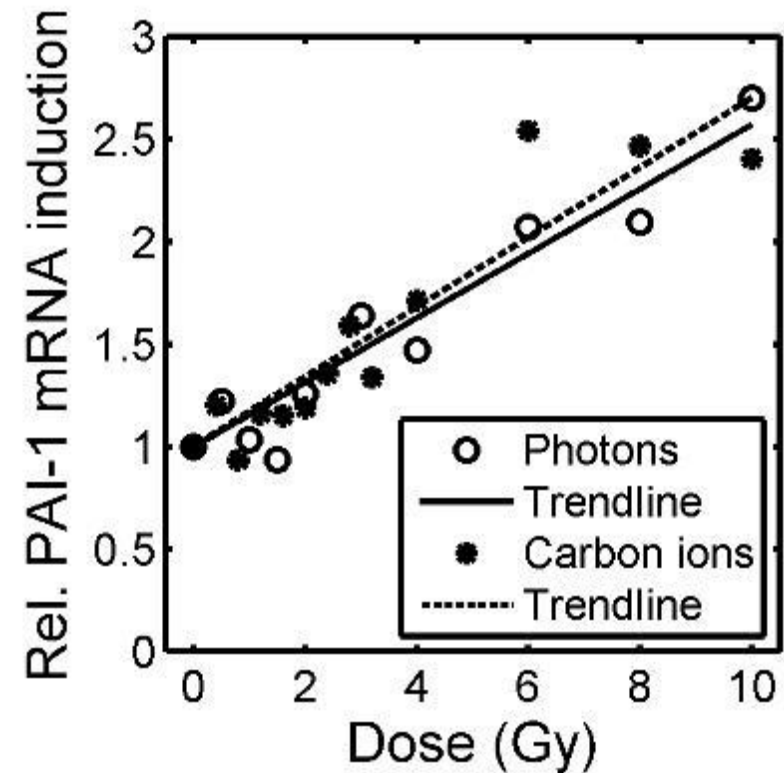 Rel. PAI-1 mRNA induction
3
2.5
2
1.5
1
0.5
0
0 2 4 6 8 10
Dose (Gy)
Photons
Trendline
Carbon ions
Trendline